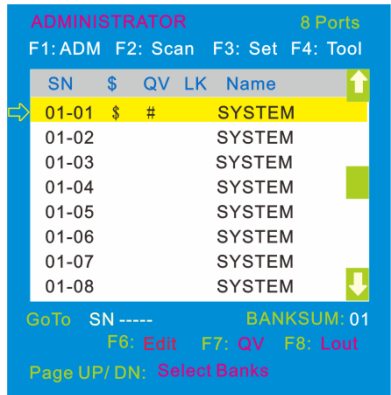 ADMINISTRATOR 8 Ports
F1: ADM F2: Scan F3: Set F4: Tool
SN $ QV LK Name
01-01 $ # SYSTEM
01-02 SYSTEM
01-03 SYSTEM
01-04 SYSTEM
01-05 SYSTEM
01-06 SYSTEM
01-07 SYSTEM
01-08 SYSTEM
GoTo SN ----- BANKSUM: 01
F6: Edit F7: QV F8: Lout
Page UP/ DN: Select Banks